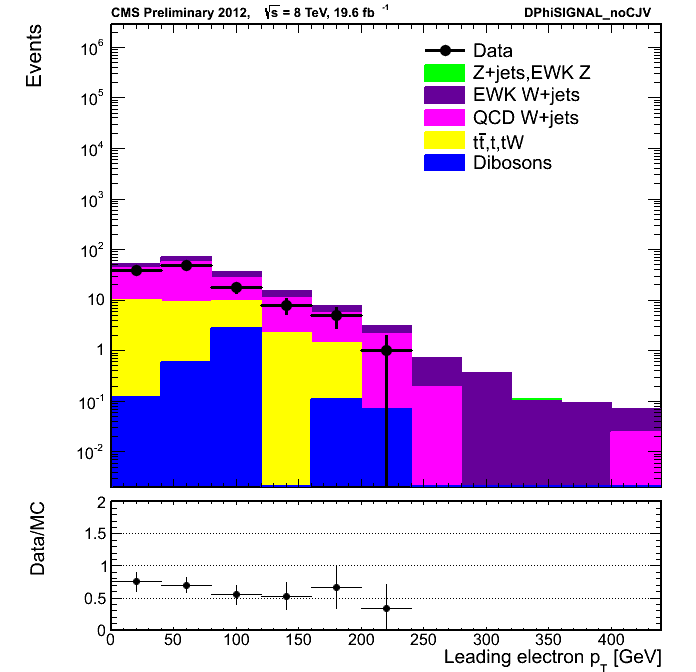 CMS Preliminary 2012, √s = 8 TeV, 19.6 fb⁻¹ DPhiSIGNAL_noCJV
Events
10⁶
10⁵
10⁴
10³
10²
10
1
10⁻¹
10⁻²
Data
Z+jets,EWK Z
EWK W+jets
QCD W+jets
tt̄,t,tW
Dibosons
Data/MC
2
1.5
1
0.5
0
0 50 100 150 200 250 300 350 400
Leading electron p_T [GeV]